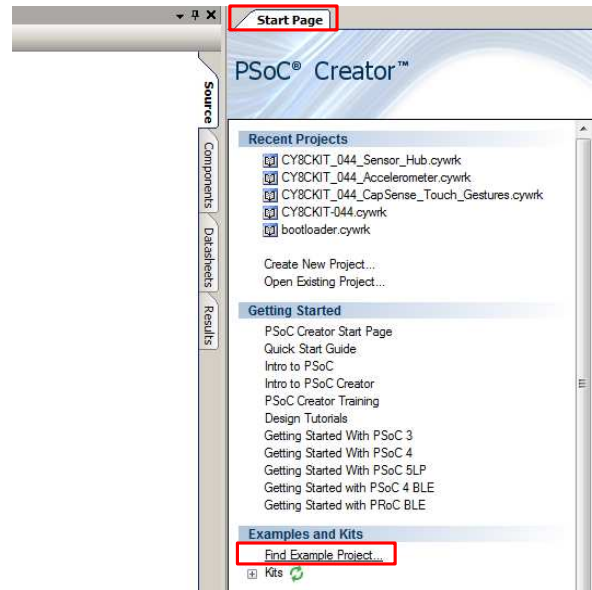 Start Page
Source
Components
Datasheets
Results
PSoC® Creator™
Recent Projects
CY8CKIT_044_Sensor_Hub.cywrk
CY8CKIT_044_Accelerometer.cywrk
CY8CKIT_044_CapSense_Touch_Gestures.cywrk
CY8CKIT-044.cywrk
bootloader.cywrk
Create New Project...
Open Existing Project...
Getting Started
PSoC Creator Start Page
Quick Start Guide
Intro to PSoC
Intro to PSoC Creator
PSoC Creator Training
Design Tutorials
Getting Started With PSoC 3
Getting Started With PSoC 4
Getting Started With PSoC 5LP
Getting Started with PSoC 4 BLE
Getting Started with PRoC BLE
Examples and Kits
Find Example Project...
Kits